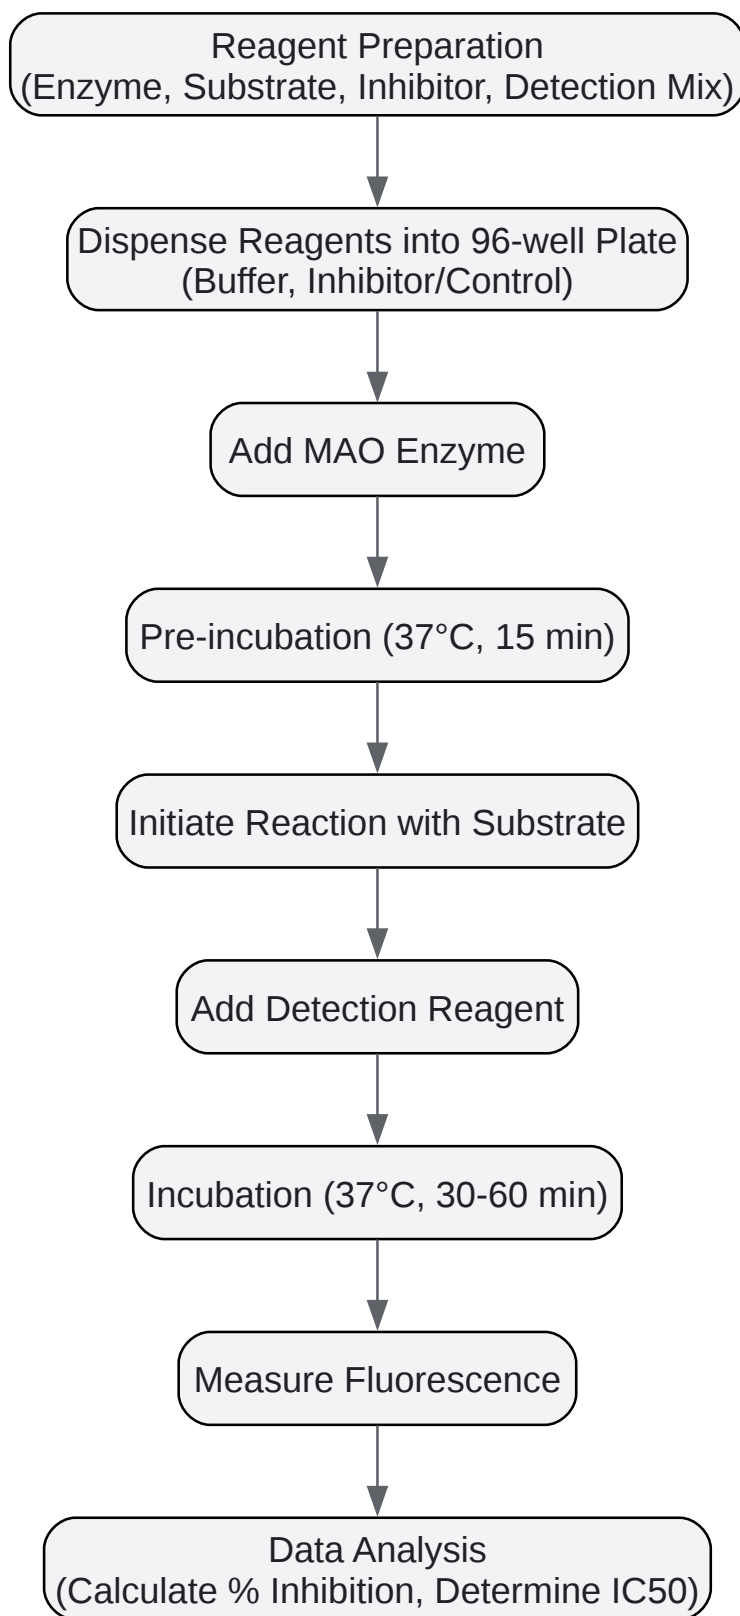 Reagent Preparation
(Enzyme, Substrate, Inhibitor, Detection Mix)
Dispense Reagents into 96-well Plate
(Buffer, Inhibitor/Control)
Add MAO Enzyme
Pre-incubation (37°C, 15 min)
Initiate Reaction with Substrate
Add Detection Reagent
Incubation (37°C, 30-60 min)
Measure Fluorescence
Data Analysis
(Calculate % Inhibition, Determine IC50)